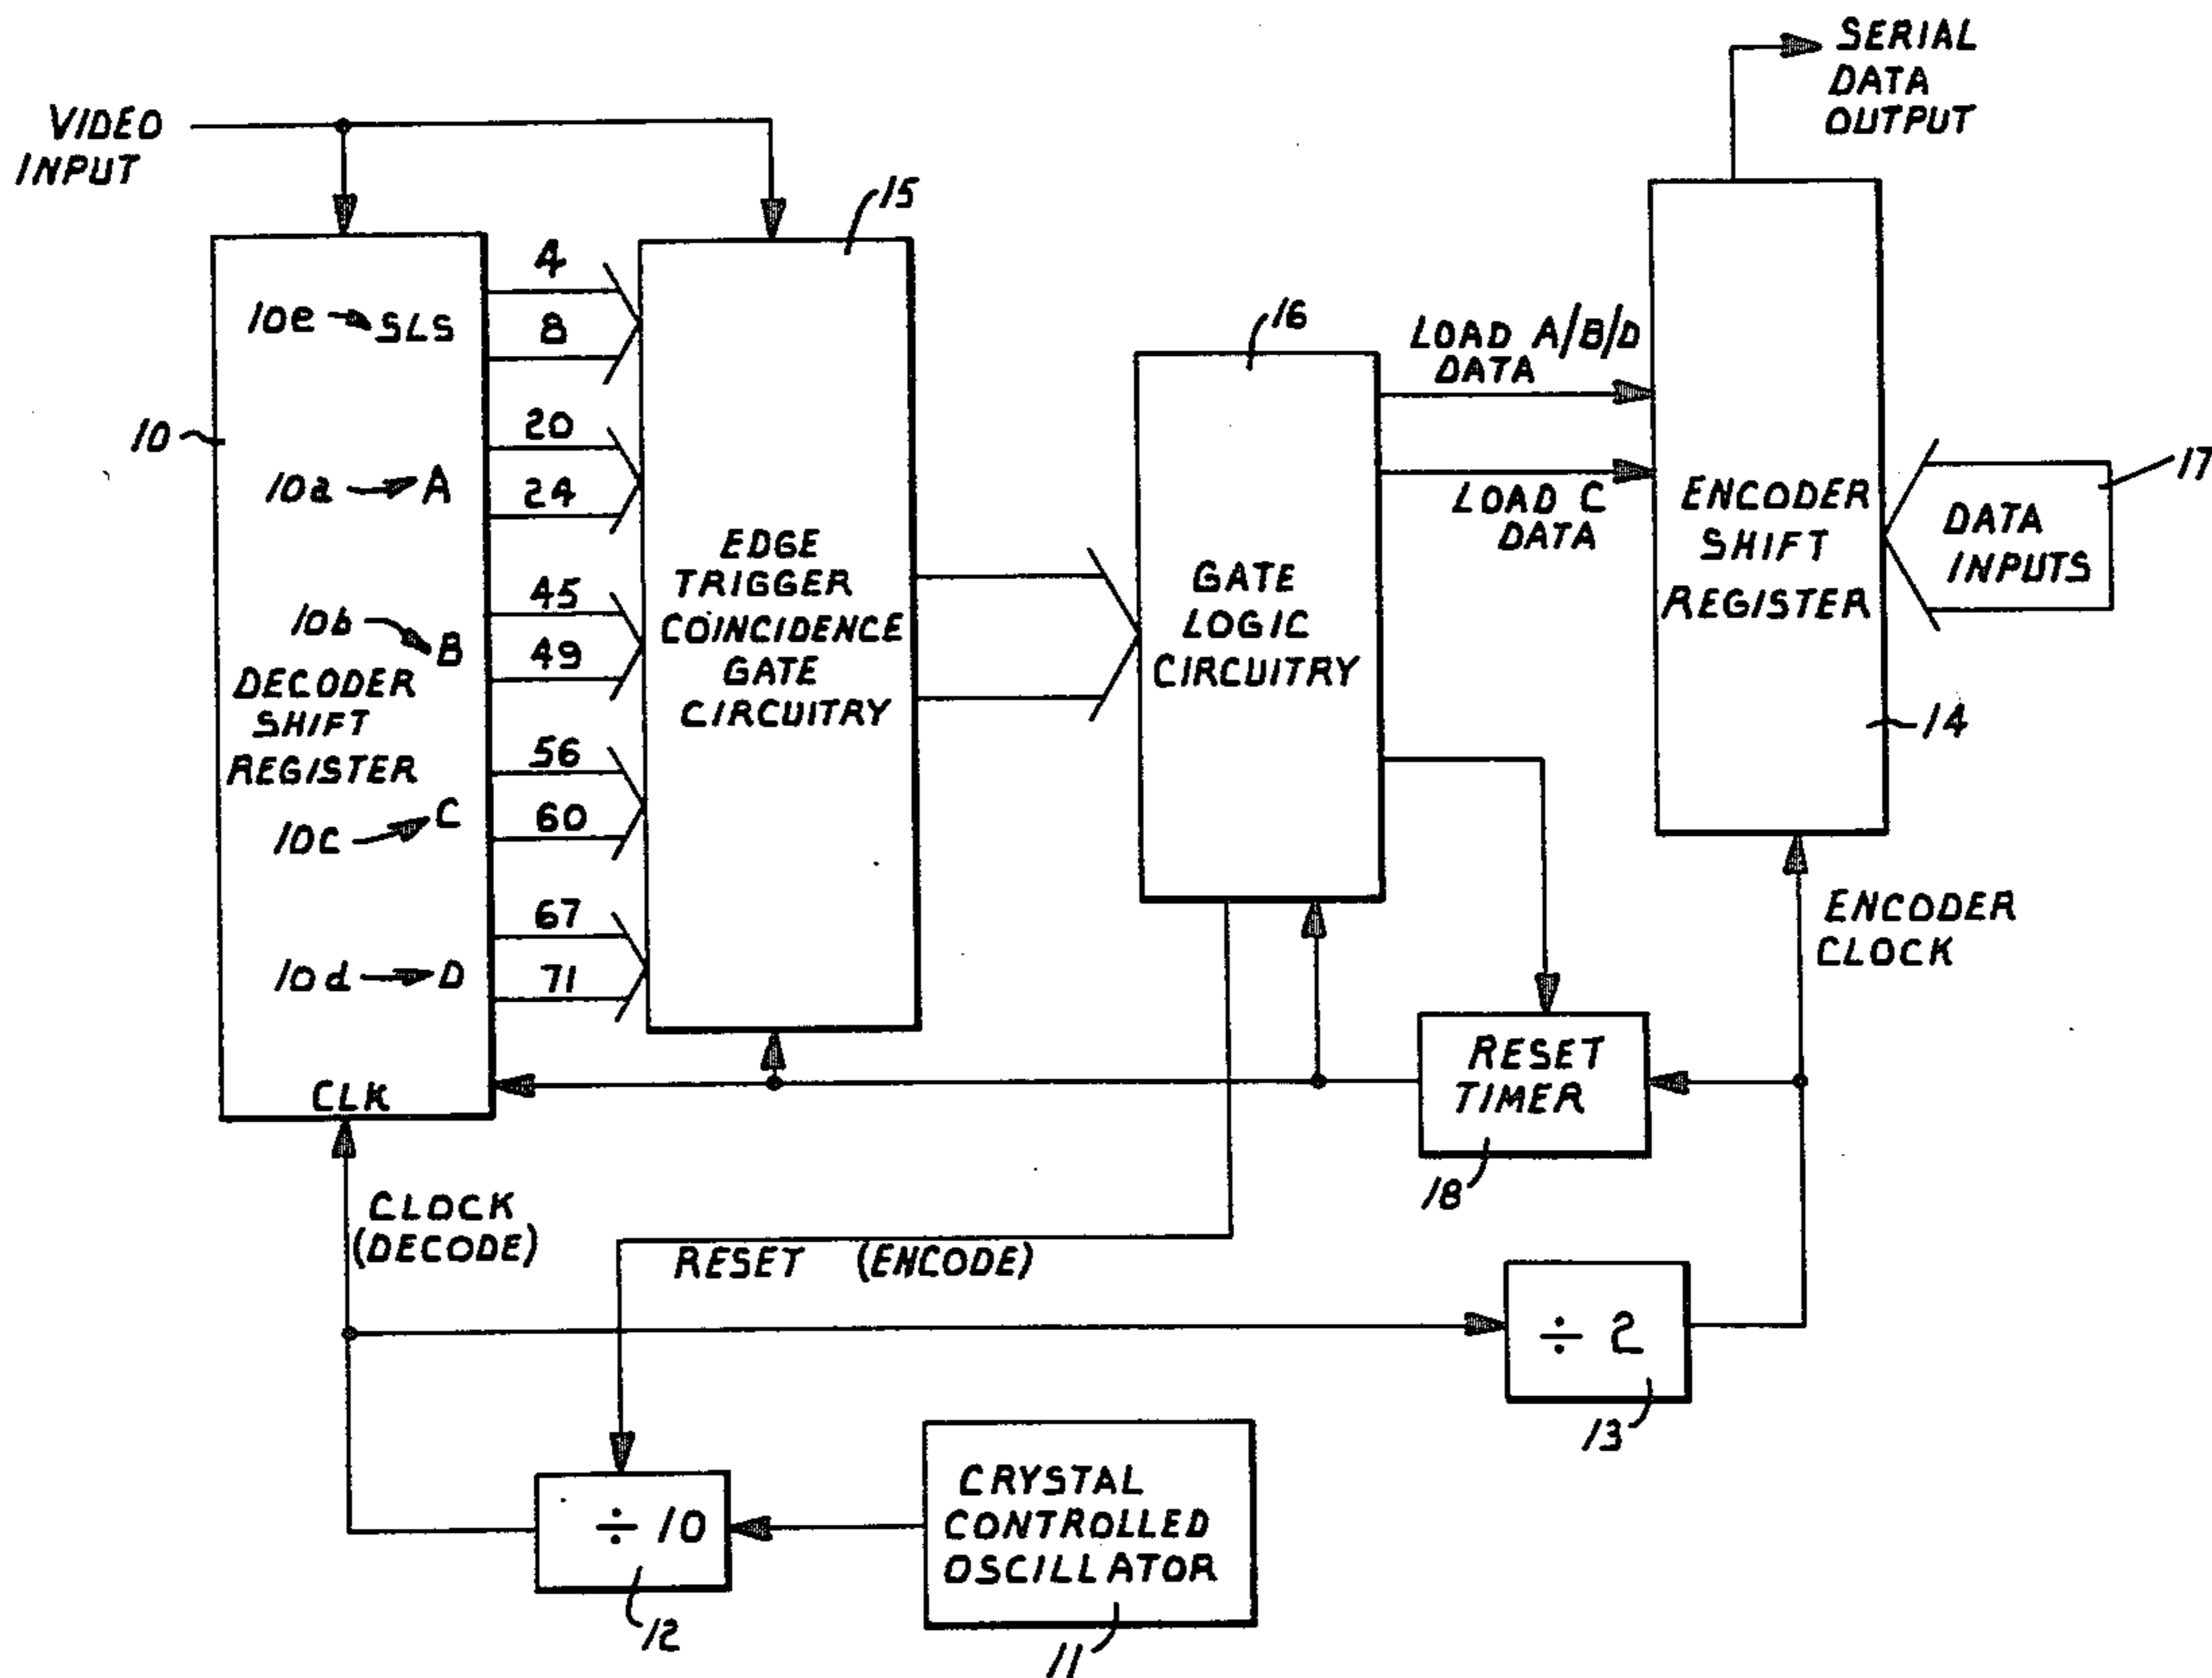 SERIAL
DATA
OUTPUT
VIDEO
INPUT
15
4
10e
SLS
8
16
LOAD A/B/D
DATA
10
20
10a
A
24
LOAD C
DATA
ENCODER
SHIFT
REGISTER
DATA
INPUTS
17
EDGE
TRIGGER
COINCIDENCE
GATE
CIRCUITRY
GATE
LOGIC
CIRCUITRY
45
10b
B
49
DECODER
SHIFT
REGISTER
14
56
10c
C
60
67
10d
D
71
ENCODER
CLOCK
RESET
TIMER
18
CLK
CLOCK
(DECODE)
RESET (ENCODE)
÷ 2
13
÷ 10
12
CRYSTAL
CONTROLLED
OSCILLATOR
11